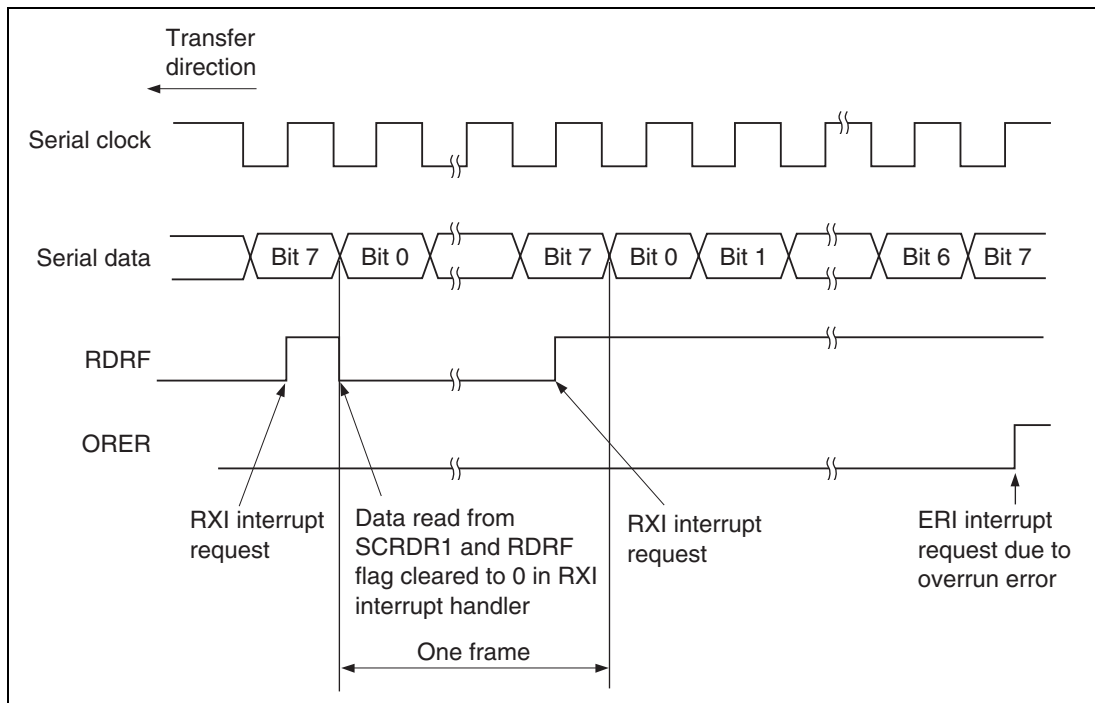 Transfer
direction
Serial clock
Serial data
Bit 7 Bit 0 Bit 7 Bit 0 Bit 1 Bit 6 Bit 7
RDRF
ORER
RXI interrupt
request
Data read from
SCRDR1 and RDRF
flag cleared to 0 in RXI
interrupt handler
RXI interrupt
request
ERI interrupt
request due to
overrun error
One frame